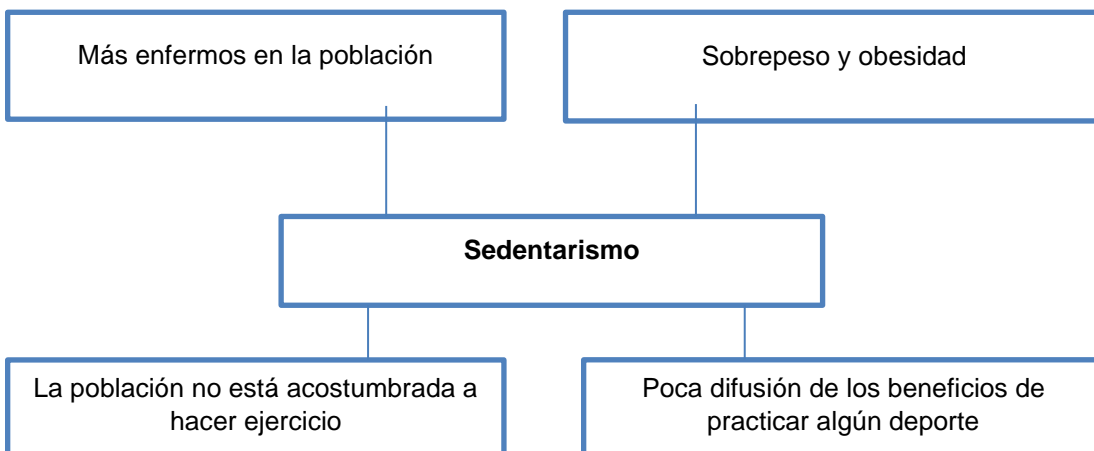 Más enfermos en la población
Sobrepeso y obesidad
Sedentarismo
La población no está acostumbrada a
hacer ejercicio
Poca difusión de los beneficios de
practicar algún deporte